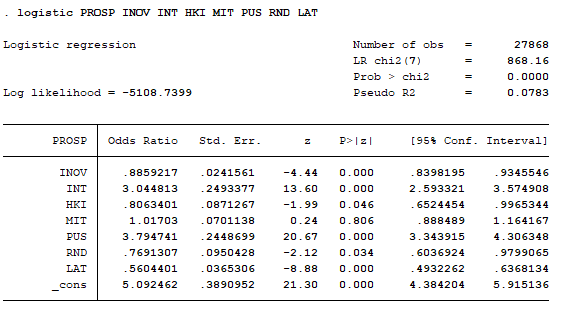 . logistic PROSP INOV INT HKI MIT PUS RND LAT
Logistic regression Number of obs = 27868
LR chi2(7) = 868.16
Prob > chi2 = 0.0000
Log likelihood = -5108.7399 Pseudo R2 = 0.0783
PROSP Odds Ratio Std. Err. z P>|z| [95% Conf. Interval]
INOV .8859217 .0241561 -4.44 0.000 .8398195 .9345546
INT 3.044813 .2493377 13.60 0.000 2.593321 3.574908
HKI .8063401 .0871267 -1.99 0.046 .6524454 .9965344
MIT 1.01703 .0701138 0.24 0.806 .888489 1.164167
PUS 3.794741 .2448699 20.67 0.000 3.343915 4.306348
RND .7691307 .0950428 -2.12 0.034 .6036924 .9799065
LAT .5604401 .0365306 -8.88 0.000 .4932262 .6368134
_cons 5.092462 .3890952 21.30 0.000 4.384204 5.915136